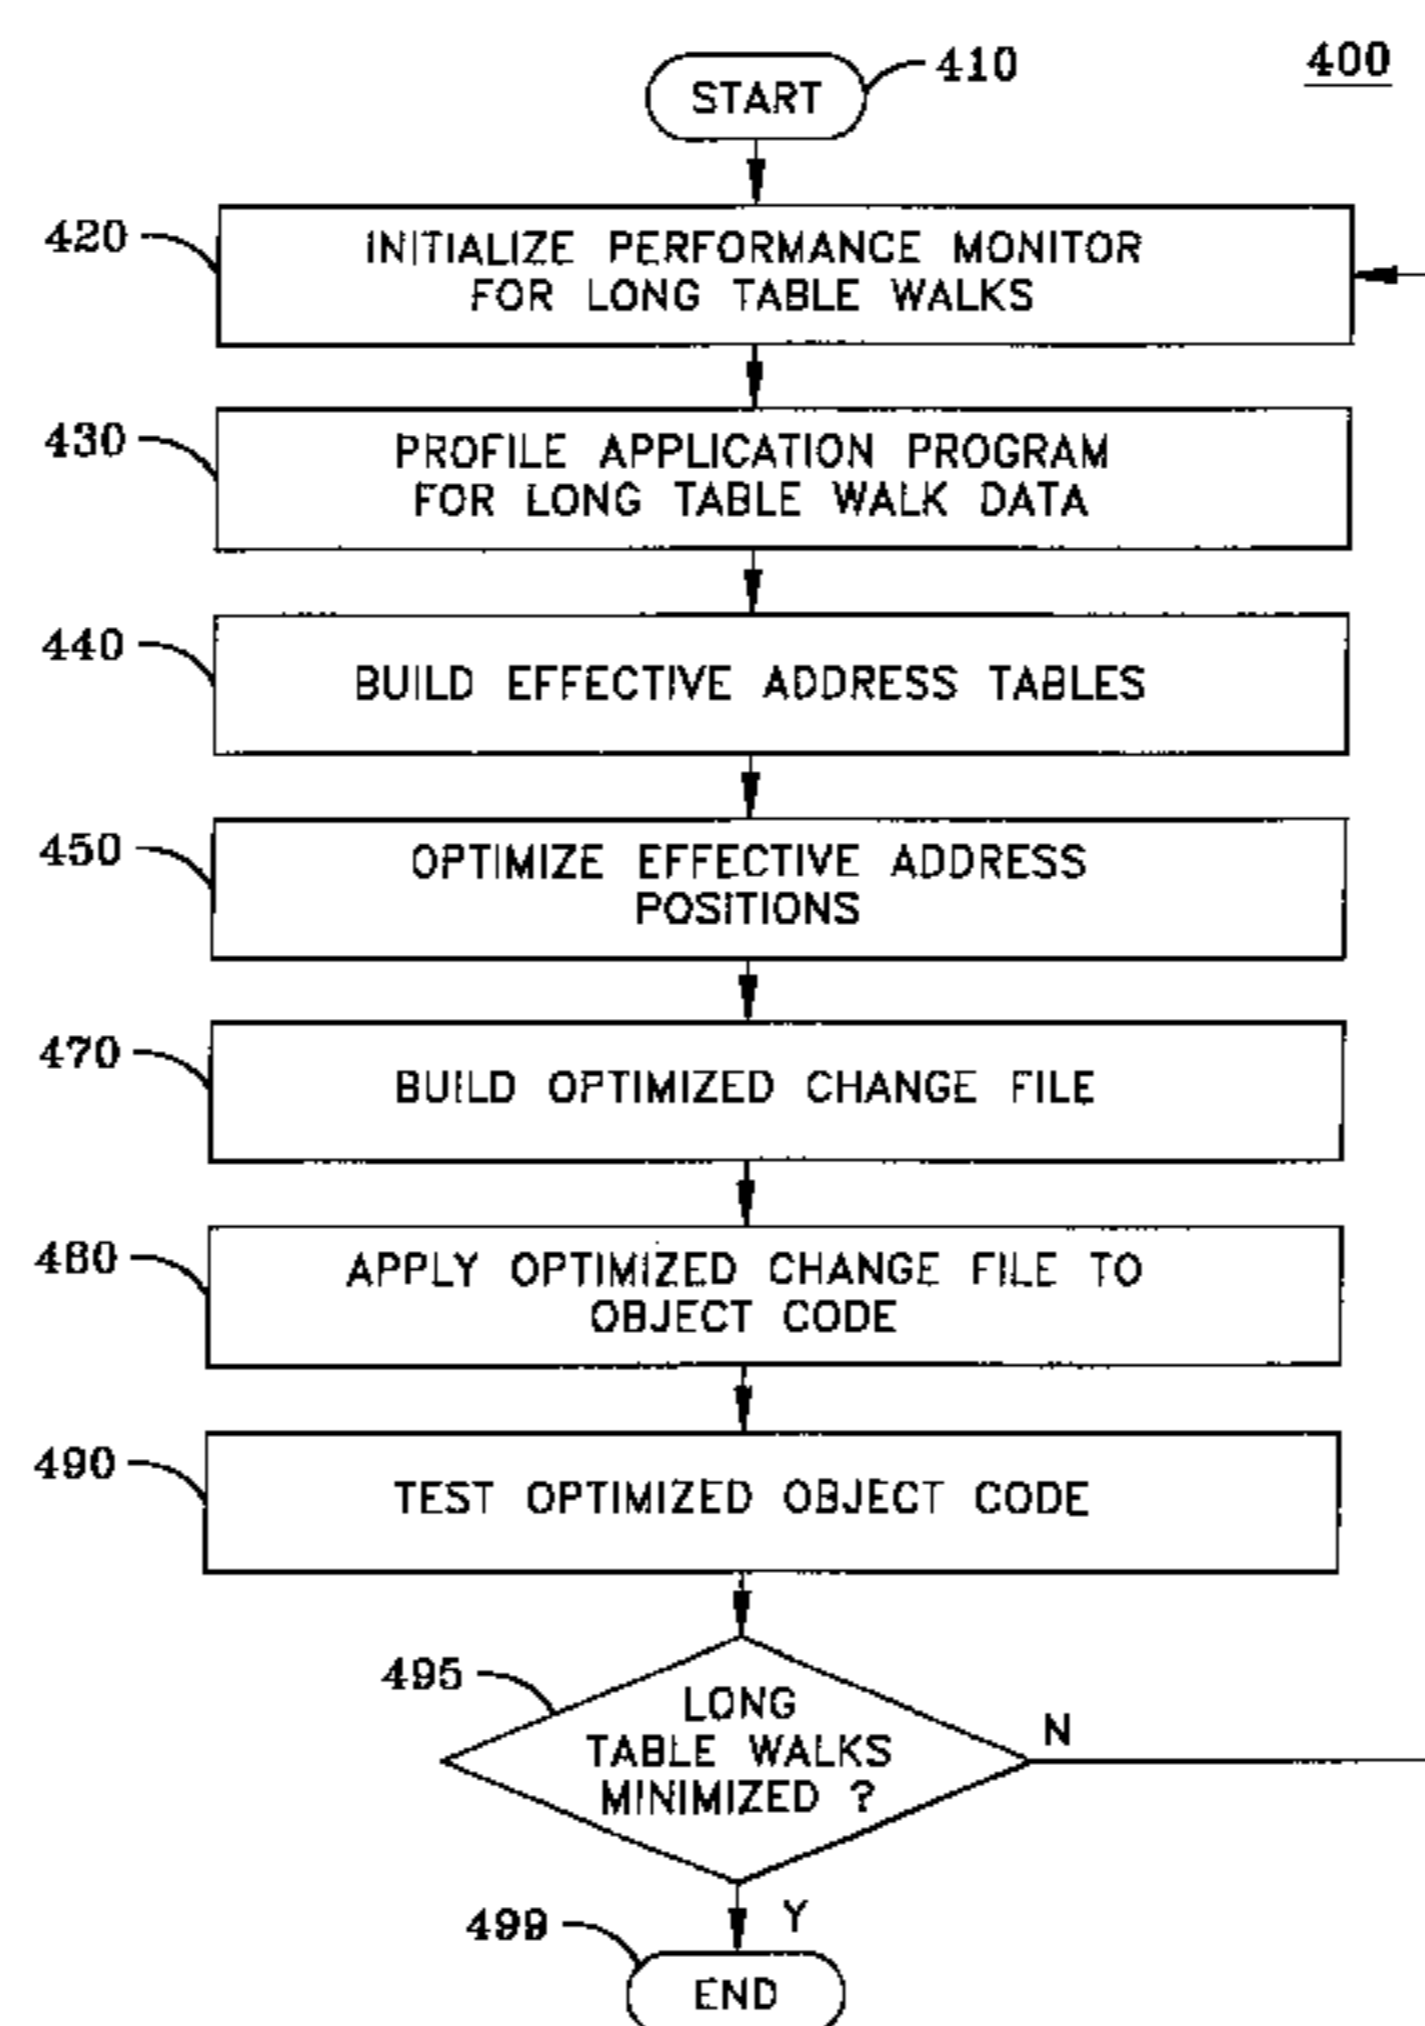 400
START
410
420
INITIALIZE PERFORMANCE MONITOR
FOR LONG TABLE WALKS
430
PROFILE APPLICATION PROGRAM
FOR LONG TABLE WALK DATA
440
BUILD EFFECTIVE ADDRESS TABLES
450
OPTIMIZE EFFECTIVE ADDRESS
POSITIONS
470
BUILD OPTIMIZED CHANGE FILE
480
APPLY OPTIMIZED CHANGE FILE TO
OBJECT CODE
490
TEST OPTIMIZED OBJECT CODE
495
LONG
TABLE WALKS
MINIMIZED ?
N
Y
499
END